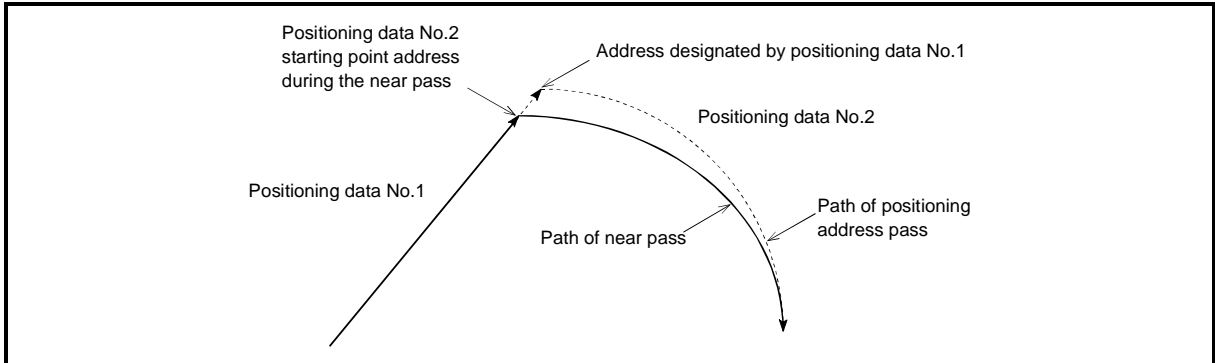 Positioning data No.2
starting point address
during the near pass
Address designated by positioning data No.1
Positioning data No.2
Positioning data No.1
Path of near pass
Path of positioning
address pass